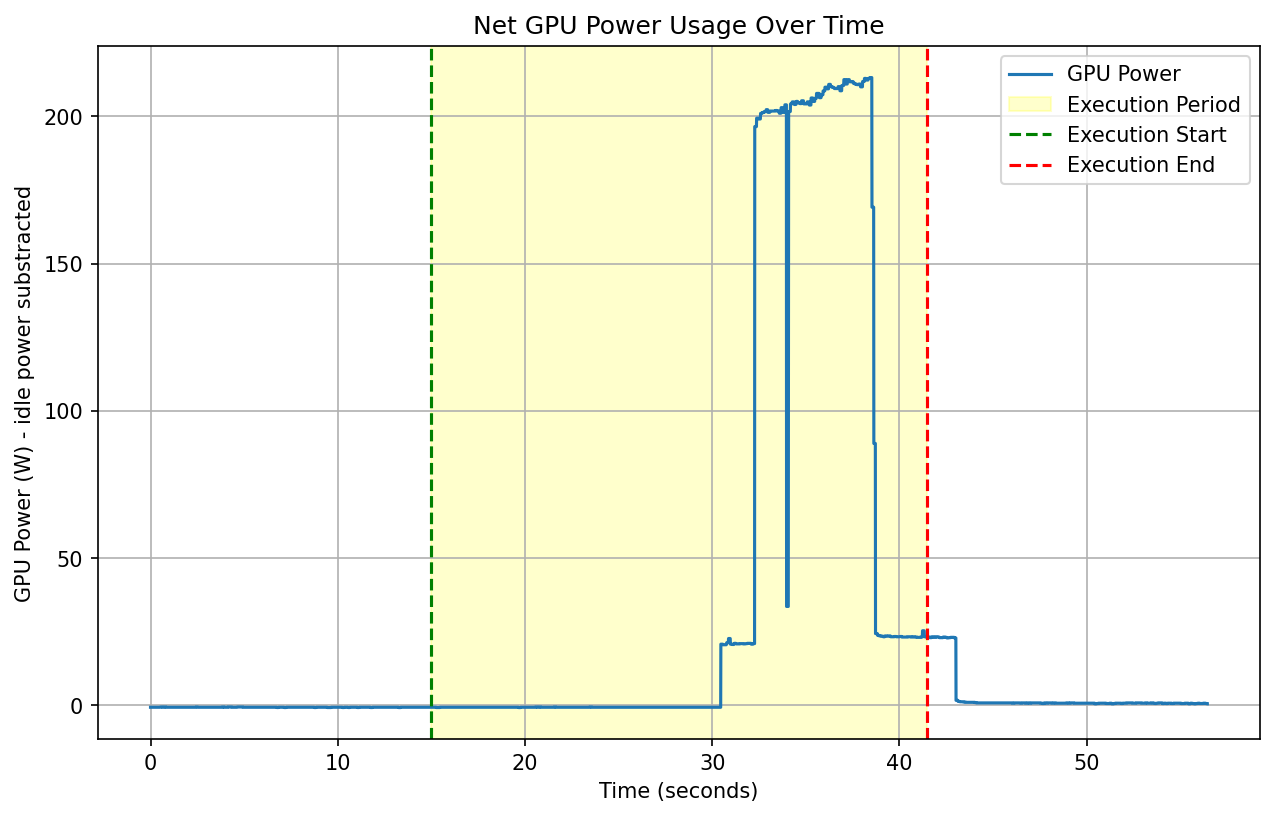 Net GPU Power Usage Over Time
GPU Power (W) - idle power substracted
200
150
100
50
0
0 10 20 30 40 50
Time (seconds)
GPU Power
Execution Period
Execution Start
Execution End